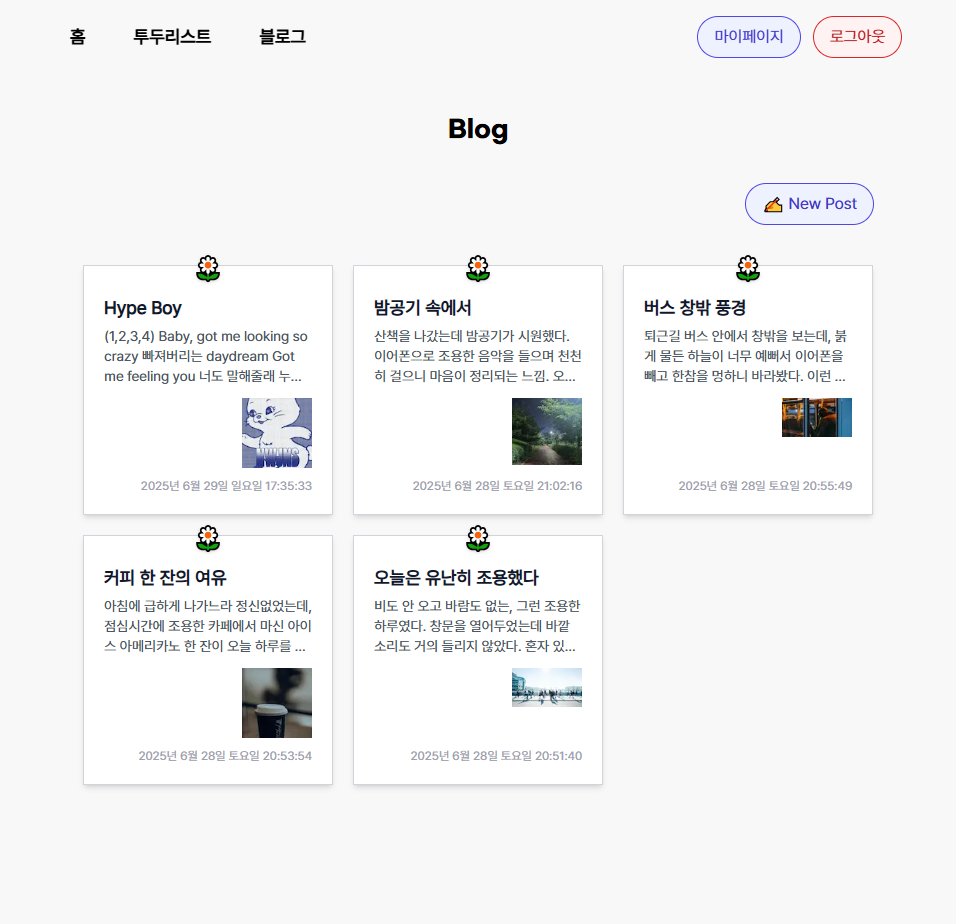 홈 투두리스트 블로그 마이페이지 로그아웃
Blog
✍ New Post
Hype Boy
(1,2,3,4) Baby, got me looking so
crazy 빠져버리는 daydream Got
me feeling you 너도 말해줄래 누...
2025년 6월 29일 일요일 17:35:33
밤공기 속에서
산책을 나갔는데 밤공기가 시원했다.
이어폰으로 조용한 음악을 들으며 천천
히 걸으니 마음이 정리되는 느낌. 오...
2025년 6월 28일 토요일 21:02:16
버스 창밖 풍경
퇴근길 버스 안에서 창밖을 보는데, 붉
게 물든 하늘이 너무 예뻐서 이어폰을
빼고 한참을 멍하니 바라봤다. 이런 ...
2025년 6월 28일 토요일 20:55:49
커피 한 잔의 여유
아침에 급하게 나가느라 정신없었는데,
점심시간에 조용한 카페에서 마신 아이
스 아메리카노 한 잔이 오늘 하루를 ...
2025년 6월 28일 토요일 20:53:54
오늘은 유난히 조용했다
비도 안 오고 바람도 없는, 그런 조용한
하루였다. 창문을 열어두었는데 바깥
소리도 거의 들리지 않았다. 혼자 있...
2025년 6월 28일 토요일 20:51:40